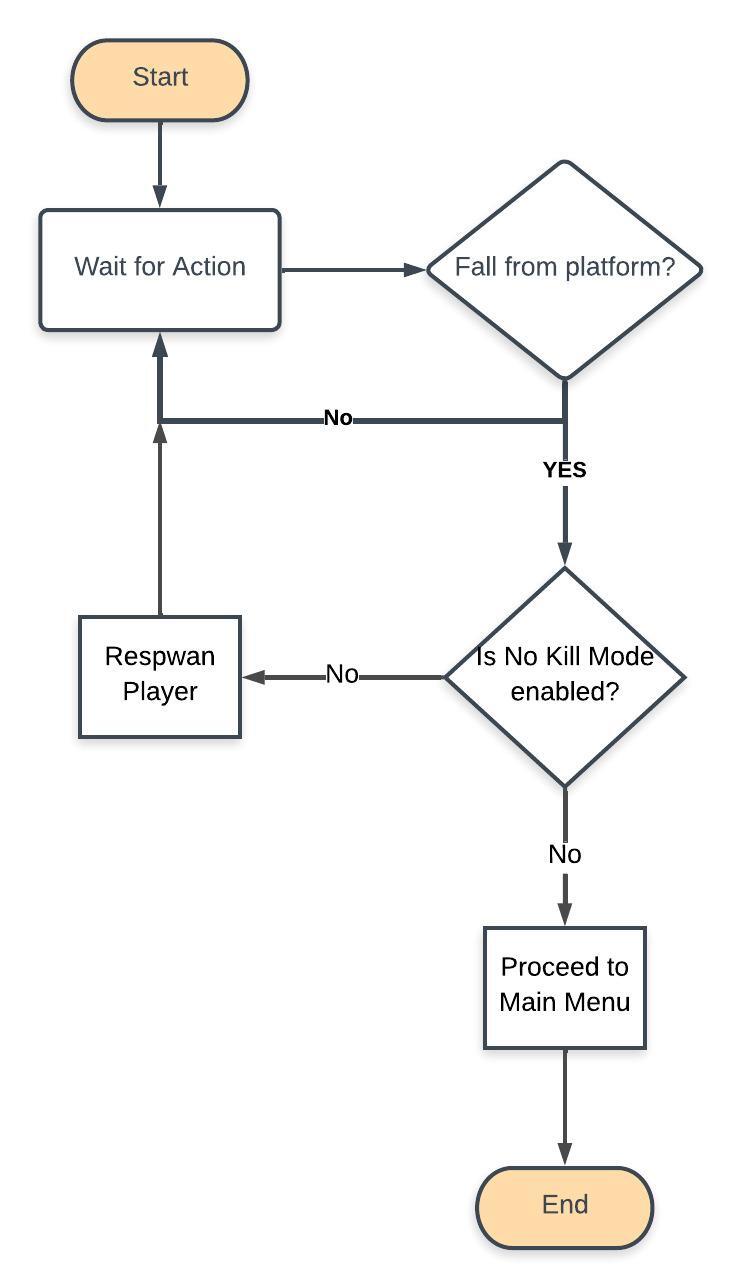 Start
Wait for Action
Fall from platform?
No
YES
Is No Kill Mode
enabled?
No
Respwan
Player
No
Proceed to
Main Menu
End